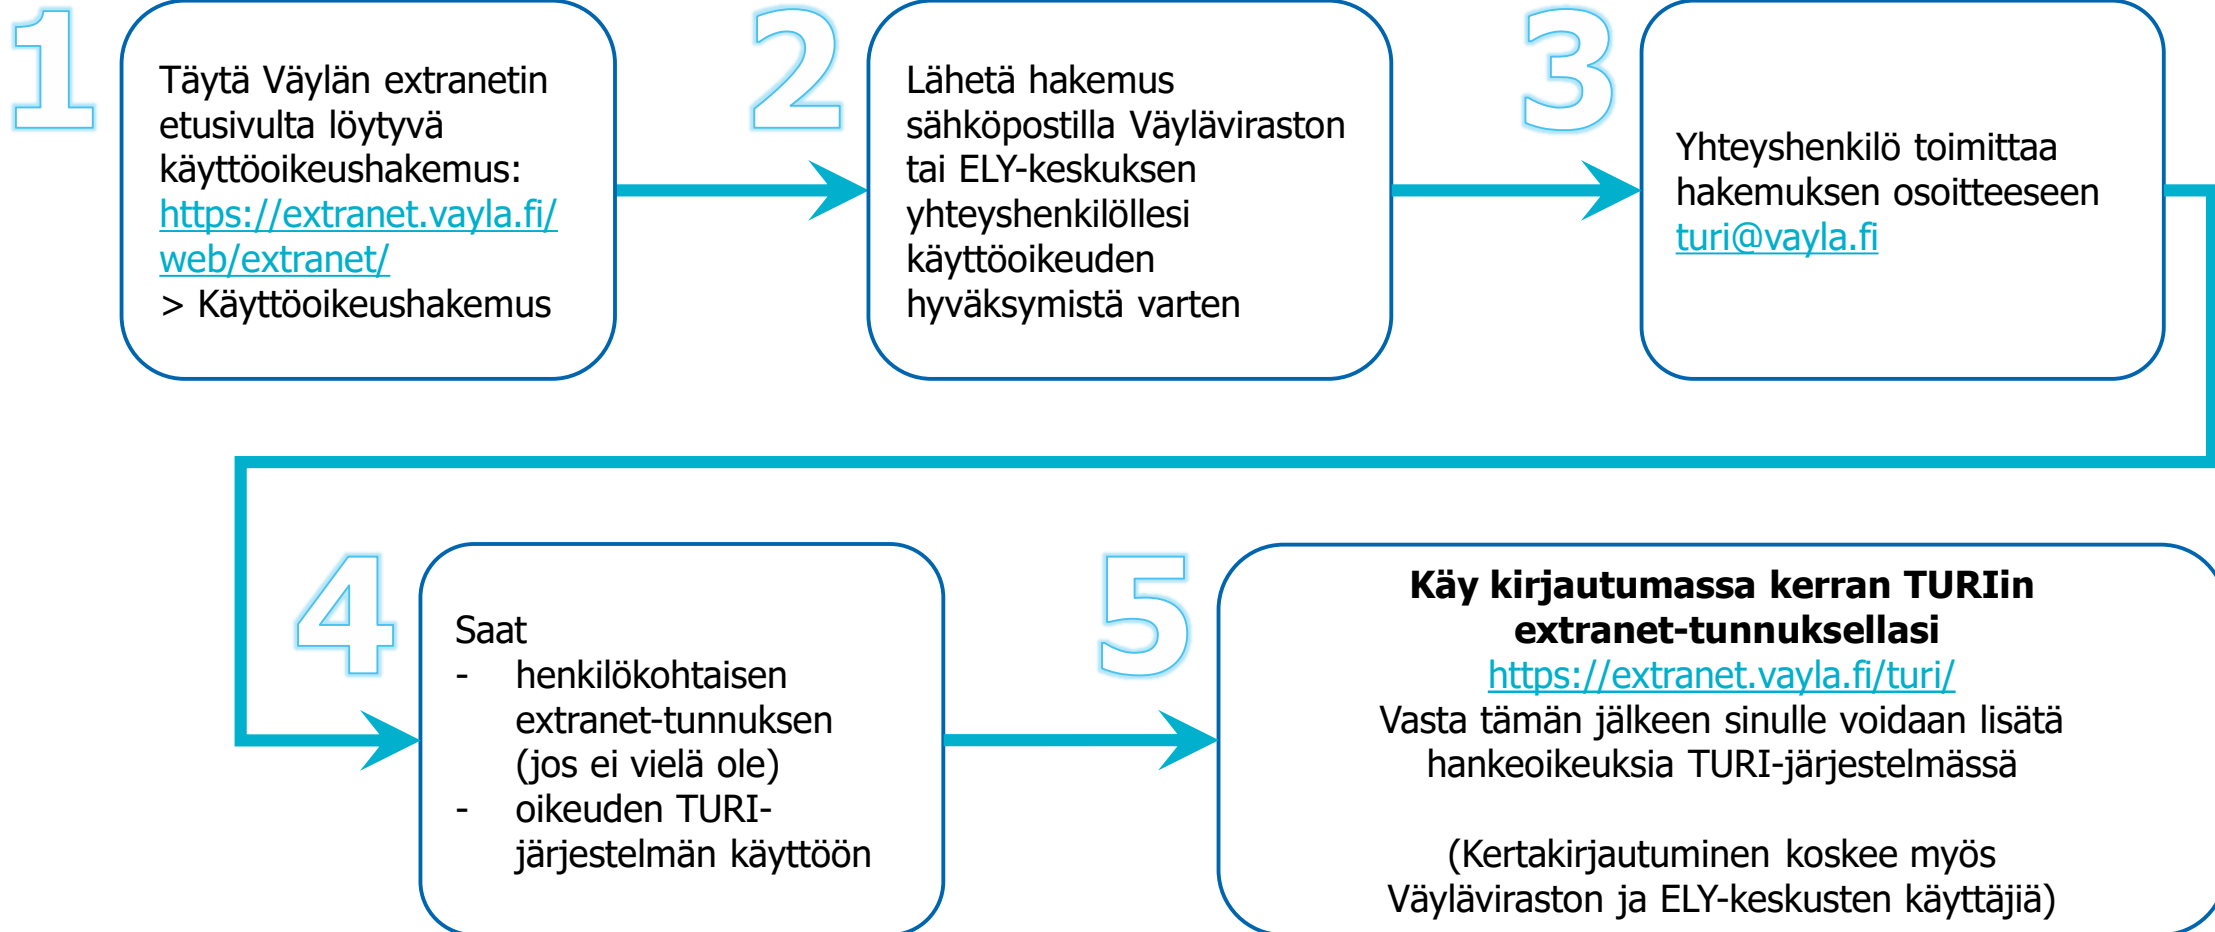 1
Täytä Väylän extranetin
etusivulta löytyvä
käyttöoikeushakemus:
https://extranet.vayla.fi/
web/extranet/
> Käyttöoikeushakemus
2
Lähetä hakemus
sähköpostilla Väyläviraston
tai ELY-keskuksen
yhteyshenkilöllesi
käyttöoikeuden
hyväksymistä varten
3
Yhteyshenkilö toimittaa
hakemuksen osoitteeseen
turi@vayla.fi
4
Saat
- henkilökohtaisen
extranet-tunnuksen
(jos ei vielä ole)
- oikeuden TURI-
järjestelmän käyttöön
5
Käy kirjautumassa kerran TURIin
extranet-tunnuksellasi
https://extranet.vayla.fi/turi/
Vasta tämän jälkeen sinulle voidaan lisätä
hankeoikeuksia TURI-järjestelmässä
(Kertakirjautuminen koskee myös
Väyläviraston ja ELY-keskusten käyttäjiä)